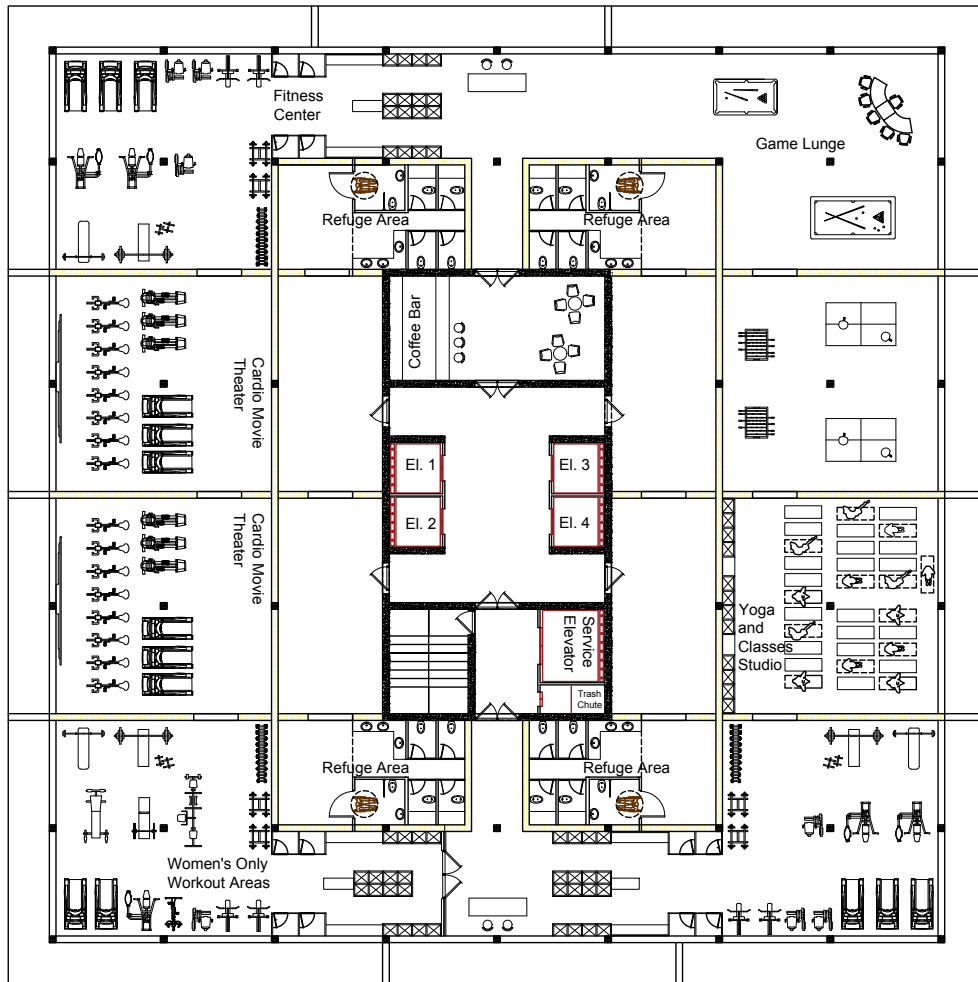 Fitness
Center
Game Lunge
Refuge Area
Refuge Area
Coffee Bar
Cardio Movie
Theater
El. 1
El. 3
El. 2
El. 4
Cardio Movie
Theater
Service
Elevator
Yoga
and
Classes
Studio
Trash
Chute
Refuge Area
Refuge Area
Women's Only
Workout Areas